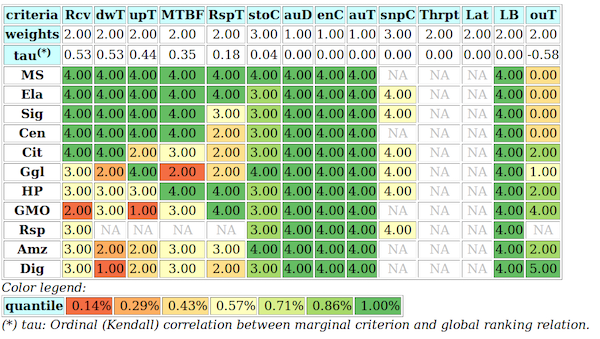 criteria Rcv dwT upT MTBF RspT stoC auD enC auT snpC Thrpt Lat LB ouT
weights 2.00 2.00 2.00 2.00 2.00 3.00 1.00 1.00 1.00 3.00 2.00 2.00 2.00 2.00
tau(*) 0.53 0.53 0.44 0.35 0.18 0.04 0.00 0.00 0.00 0.00 0.00 0.00 0.00 -0.58
MS 4.00 4.00 4.00 4.00 4.00 4.00 4.00 4.00 4.00 NA NA NA 4.00 0.00
Ela 4.00 4.00 4.00 4.00 4.00 3.00 4.00 4.00 4.00 4.00 NA NA 4.00 0.00
Sig 4.00 4.00 4.00 4.00 3.00 3.00 4.00 4.00 4.00 4.00 NA NA 4.00 0.00
Cen 4.00 4.00 4.00 4.00 2.00 3.00 4.00 4.00 4.00 NA NA NA 4.00 0.00
Cit 4.00 4.00 2.00 3.00 2.00 3.00 4.00 4.00 4.00 4.00 NA NA 4.00 2.00
Ggl 3.00 2.00 4.00 2.00 2.00 3.00 4.00 4.00 4.00 4.00 NA NA 4.00 1.00
HP 3.00 3.00 3.00 4.00 4.00 3.00 4.00 4.00 4.00 4.00 NA NA 4.00 2.00
GMO 2.00 3.00 1.00 3.00 4.00 3.00 4.00 4.00 4.00 NA NA NA 4.00 4.00
Rsp 3.00 NA NA NA NA 3.00 4.00 4.00 4.00 4.00 NA NA 4.00 NA
Amz 3.00 2.00 2.00 3.00 3.00 4.00 4.00 4.00 4.00 NA NA NA 4.00 2.00
Dig 3.00 1.00 2.00 3.00 2.00 3.00 4.00 4.00 4.00 NA NA NA 4.00 5.00
Color legend:
quantile 0.14% 0.29% 0.43% 0.57% 0.71% 0.86% 1.00%
(*) tau: Ordinal (Kendall) correlation between marginal criterion and global ranking relation.